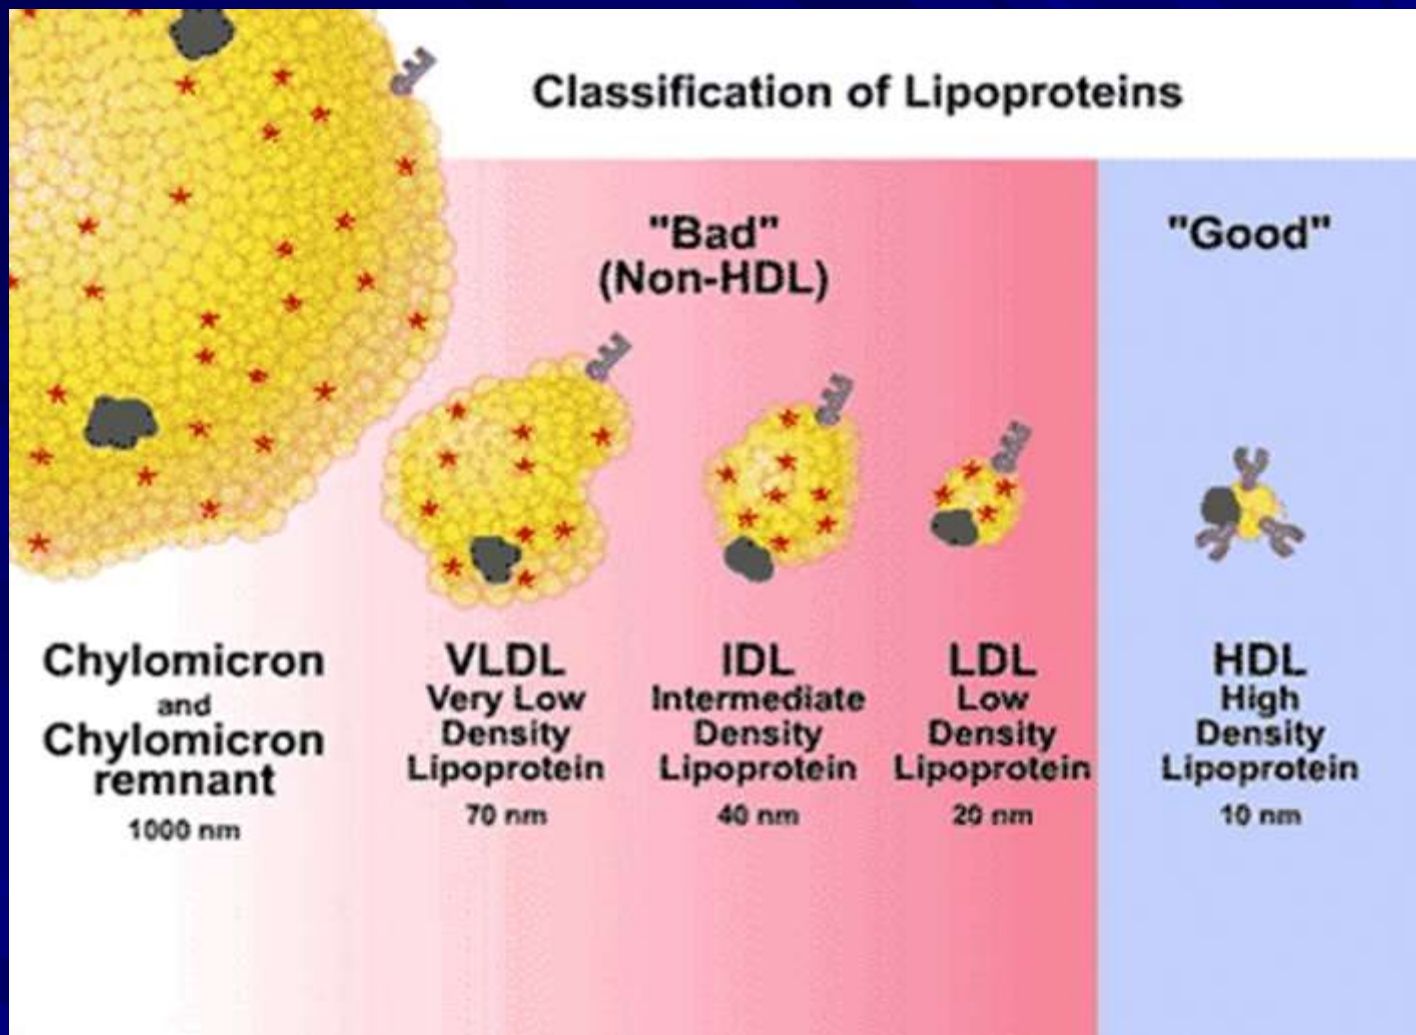 Classification of Lipoproteins
"Bad"
(Non-HDL)
"Good"
Chylomicron
and
Chylomicron
remnant
1000 nm
VLDL
Very Low
Density
Lipoprotein
70 nm
IDL
Intermediate
Density
Lipoprotein
40 nm
LDL
Low
Density
Lipoprotein
20 nm
HDL
High
Density
Lipoprotein
10 nm